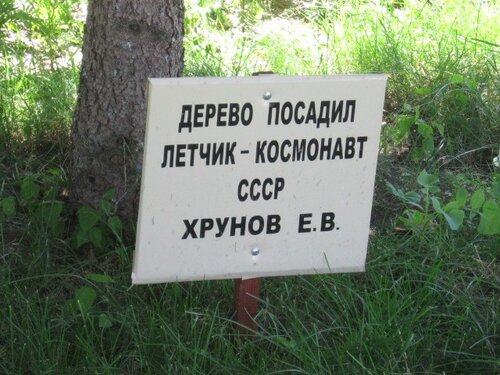 ДЕРЕВО ПОСАДИЛ
ЛЕТЧИК - КОСМОНАВТ
СССР
ХРУНОВ Е.В.